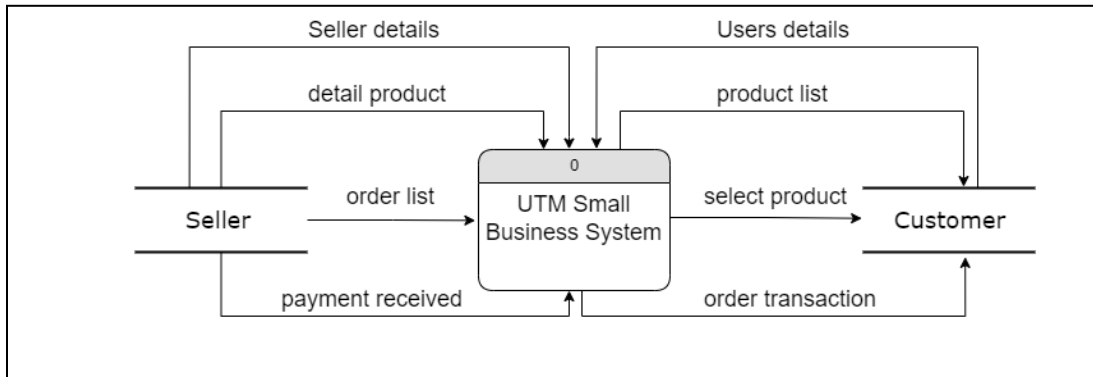 Seller details
Users details
detail product
product list
0
order list
UTM Small
Business System
select product
Seller
Customer
payment received
order transaction